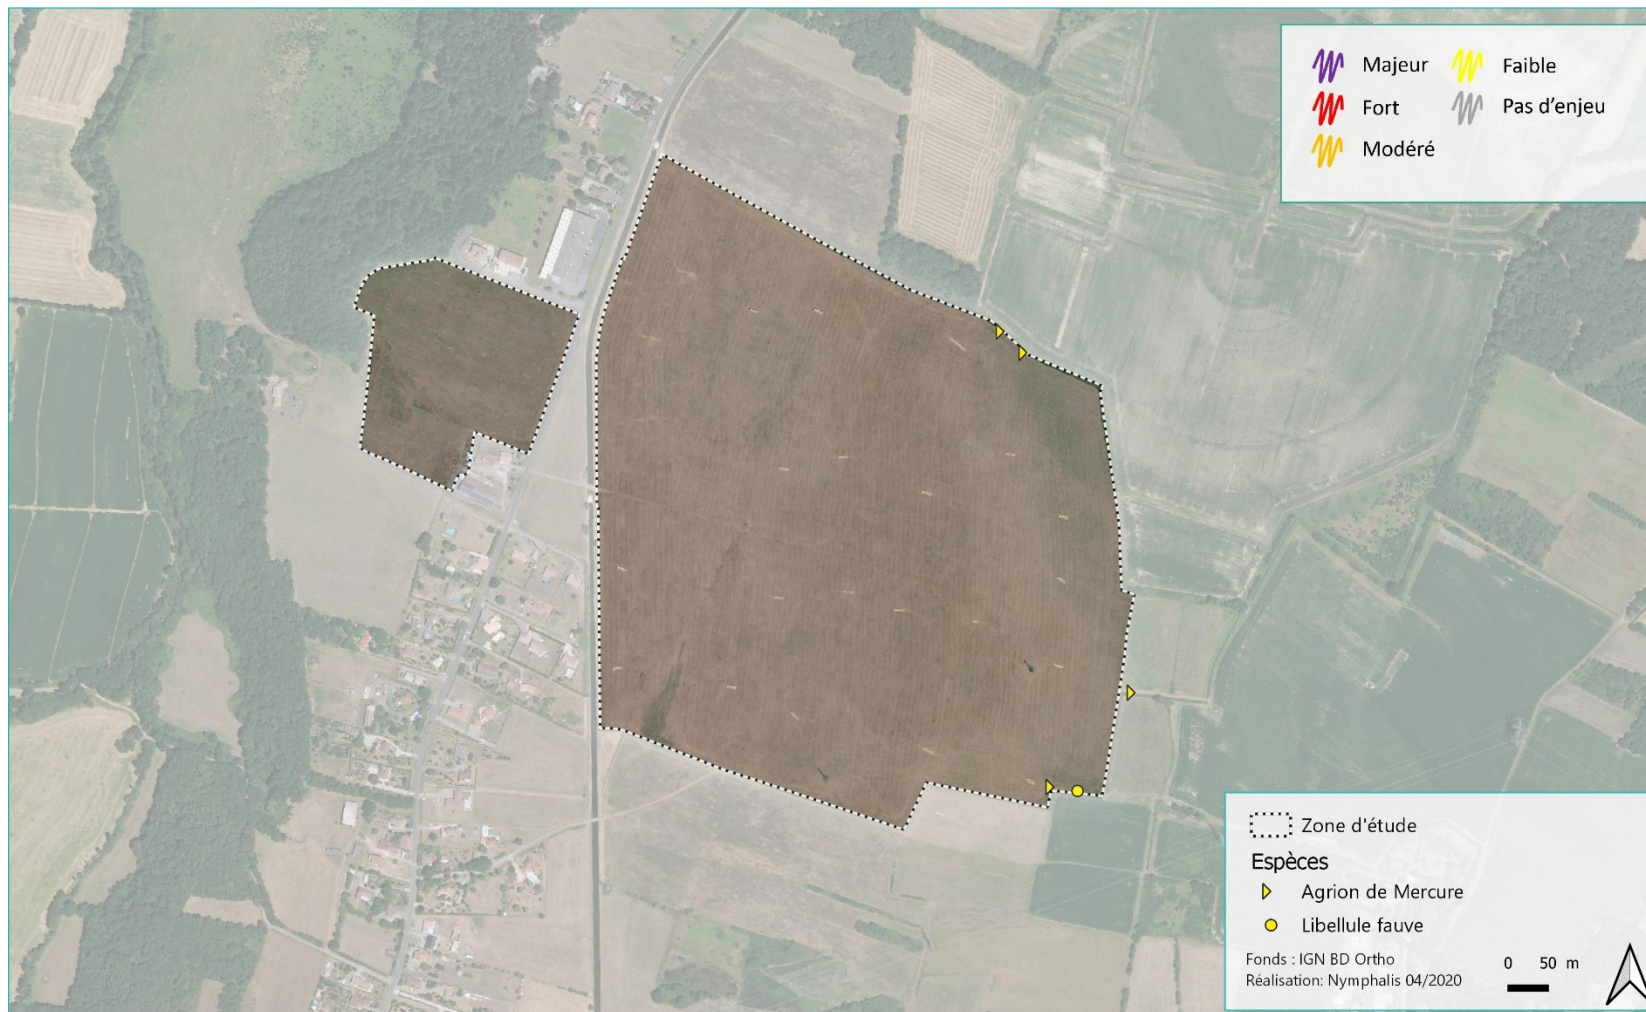 Majeur
Faible
Fort
Pas d'enjeu
Modéré
Zone d'étude
Espèces
Agrion de Mercure
Libellule fauve
Fonds : IGN BD Ortho
Réalisation: Nymphalis 04/2020
0 50 m